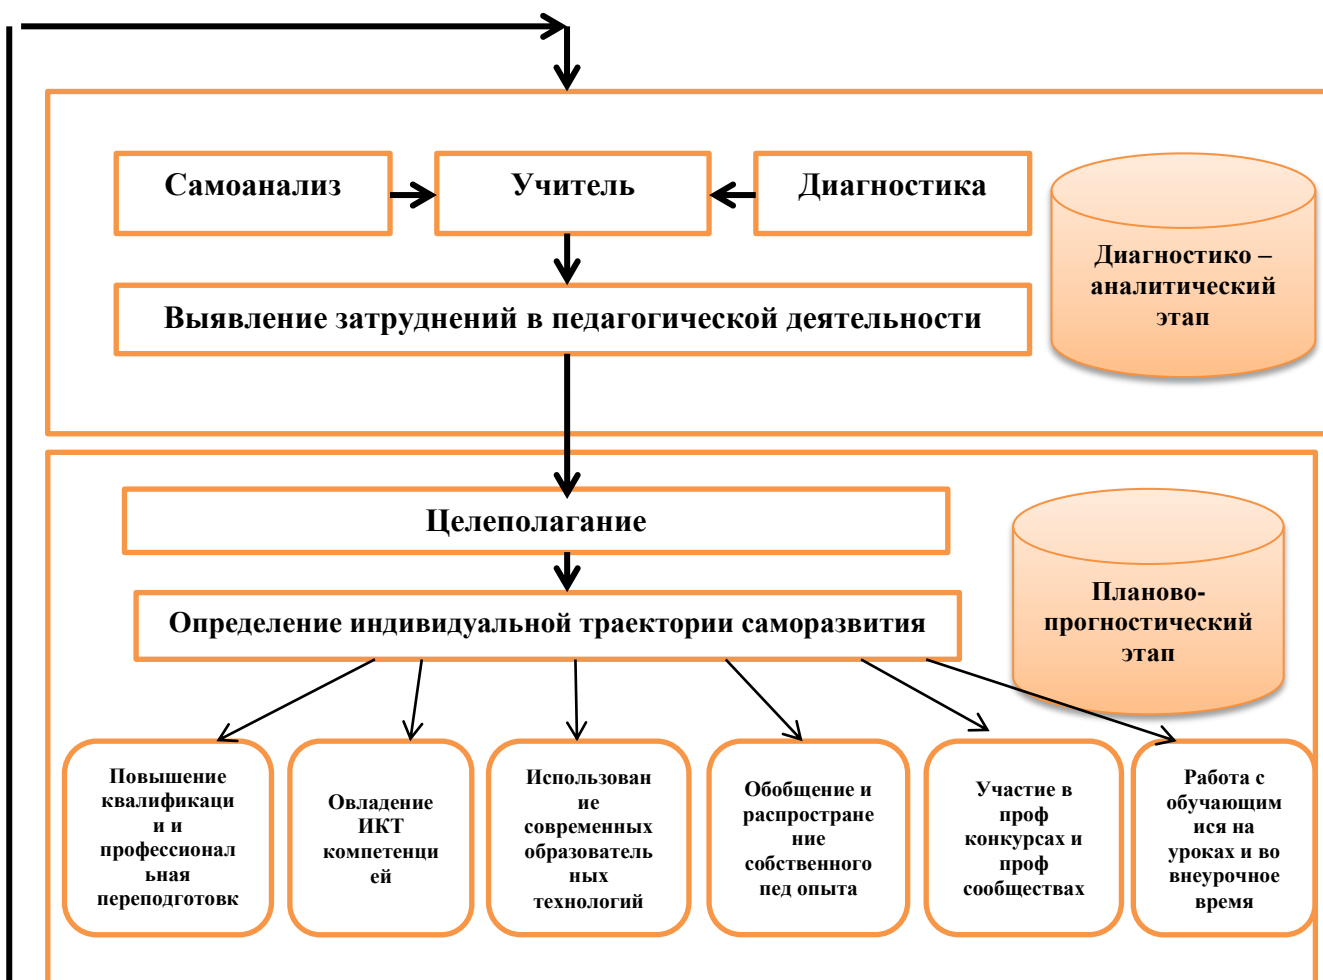 Самоанализ
Учитель
Диагностика
Диагностико –
аналитический
этап
Выявление затруднений в педагогической деятельности
Целеполагание
Планово-
прогностический
этап
Определение индивидуальной траектории саморазвития
Повышение
квалификаци
и и
профессионал
ьная
переподготовк
Овладение
ИКТ
компетенци
ей
Использован
ие
современных
образователь
ных
технологий
Обобщение и
распростране
ние
собственного
пед опыта
Участие в
проф
конкурсах и
проф
сообществах
Работа с
обучающим
ися на
уроках и во
внеурочное
время